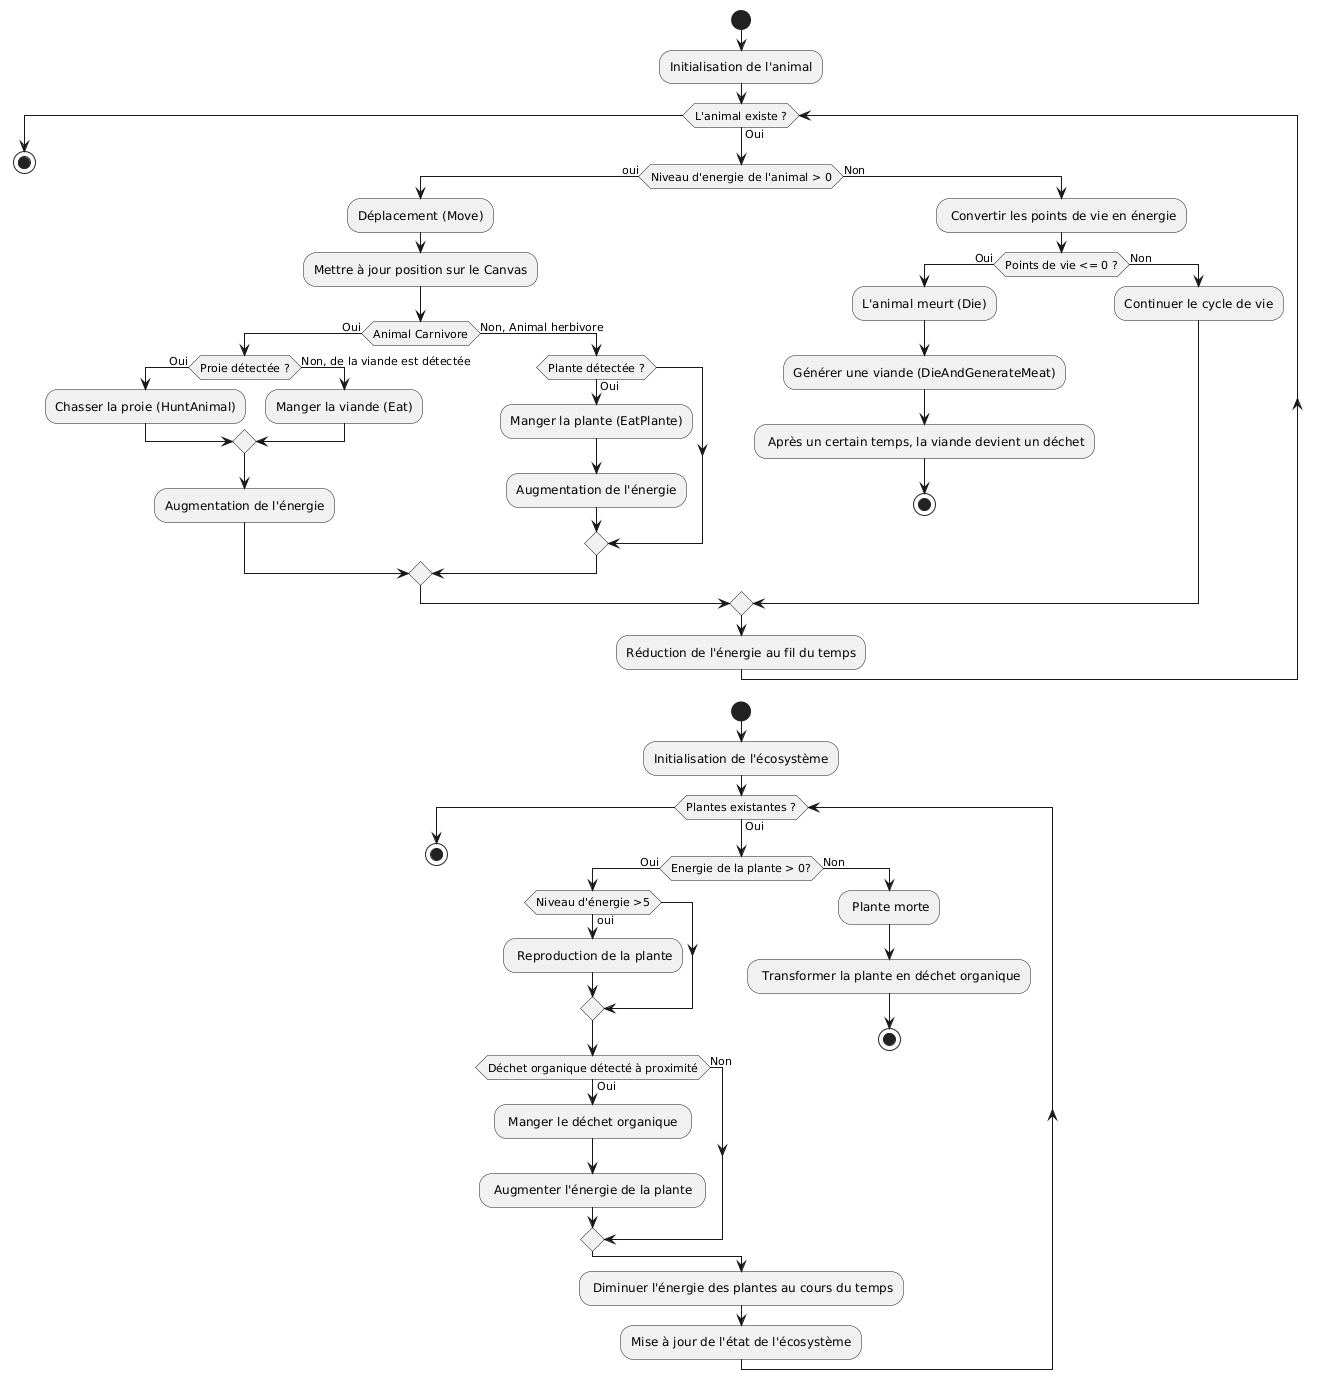 Initialisation de l'animal
L'animal existe ?
Oui
oui
Niveau d'energie de l'animal > 0
Non
Déplacement (Move)
Convertir les points de vie en énergie
Mettre à jour position sur le Canvas
Oui
Points de vie <= 0 ?
Non
L'animal meurt (Die)
Continuer le cycle de vie
Oui
Animal Carnivore
Non, Animal herbivore
Oui
Proie détectée ?
Non, de la viande est détectée
Plante détectée ?
Oui
Générer une viande (DieAndGenerateMeat)
Chasser la proie (HuntAnimal)
Manger la viande (Eat)
Manger la plante (EatPlante)
Après un certain temps, la viande devient un déchet
Augmentation de l'énergie
Augmentation de l'énergie
Réduction de l'énergie au fil du temps
Initialisation de l'écosystème
Plantes existantes ?
Oui
Oui
Energie de la plante > 0?
Non
Niveau d'énergie >5
oui
Plante morte
Reproduction de la plante
Transformer la plante en déchet organique
Déchet organique détecté à proximité
Non
Oui
Manger le déchet organique
Augmenter l'énergie de la plante
Diminuer l'énergie des plantes au cours du temps
Mise à jour de l'état de l'écosystème